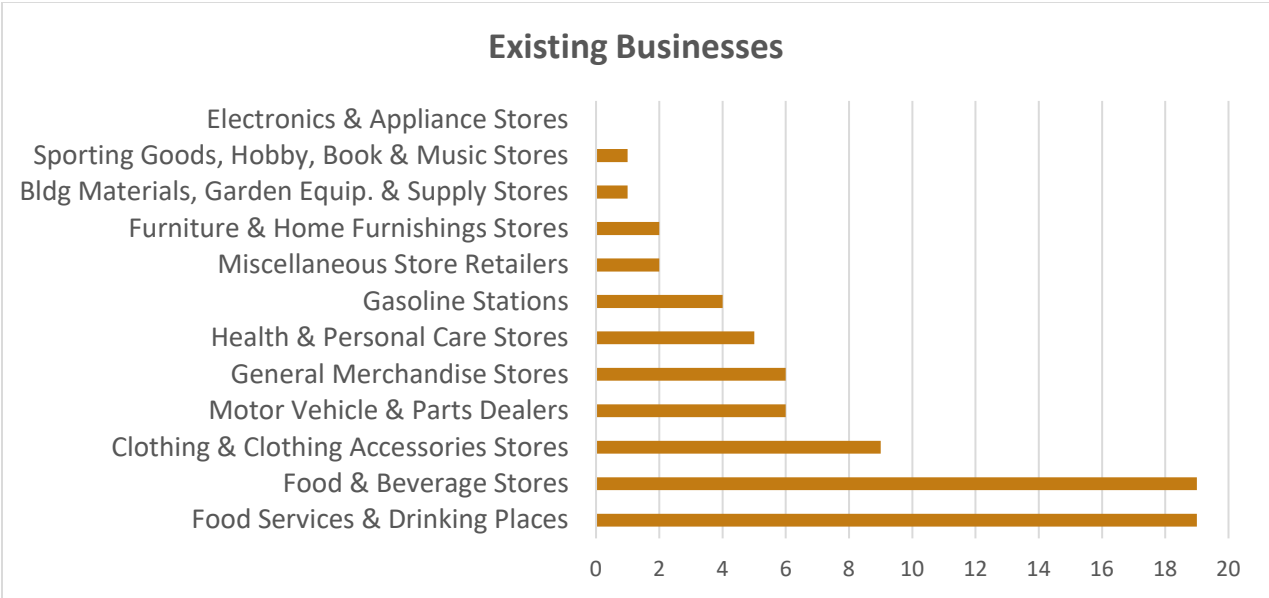 Existing Businesses
Electronics & Appliance Stores
Sporting Goods, Hobby, Book & Music Stores
Bldg Materials, Garden Equip. & Supply Stores
Furniture & Home Furnishings Stores
Miscellaneous Store Retailers
Gasoline Stations
Health & Personal Care Stores
General Merchandise Stores
Motor Vehicle & Parts Dealers
Clothing & Clothing Accessories Stores
Food & Beverage Stores
Food Services & Drinking Places
0 2 4 6 8 10 12 14 16 18 20